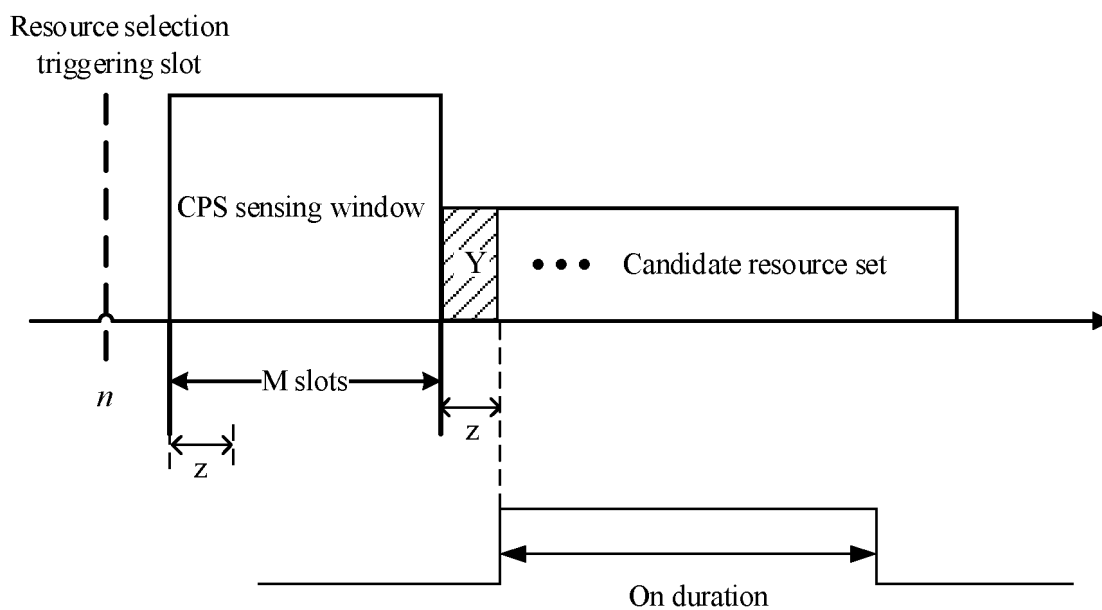 Resource selection
triggering slot
CPS sensing window
Y
••• Candidate resource set
n
M slots
z
z
On duration